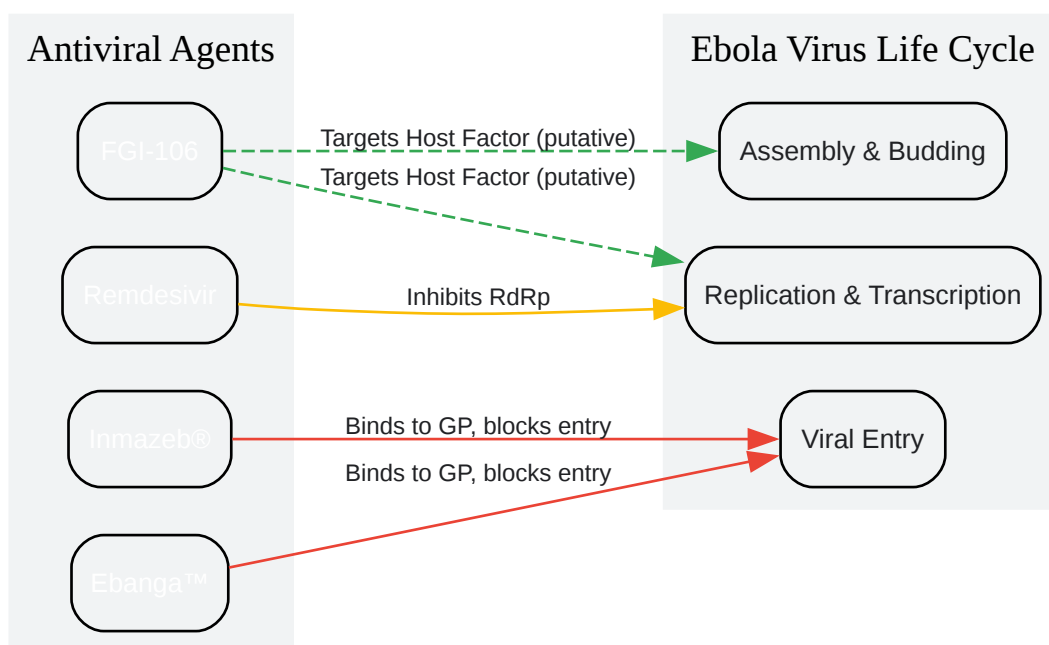 Antiviral Agents
Ebola Virus Life Cycle
FGI-106
Targets Host Factor (putative)
Assembly & Budding
Targets Host Factor (putative)
Remdesivir
Inhibits RdRp
Replication & Transcription
Inmazeb®
Binds to GP, blocks entry
Viral Entry
Binds to GP, blocks entry
Ebanga™